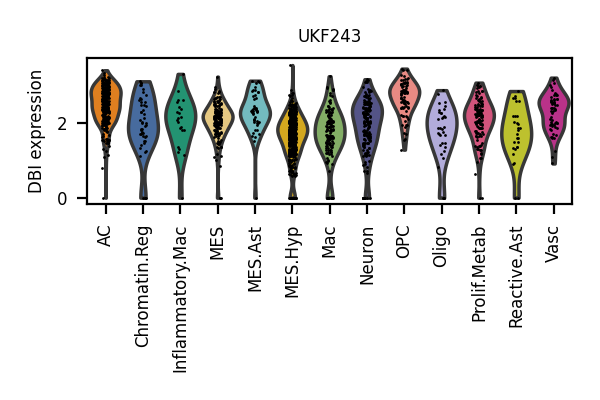 UKF243
DBI expression
2
0
AC
Chromatin.Reg
Inflammatory.Mac
MES
MES.Ast
MES.Hyp
Mac
Neuron
OPC
Oligo
Prolif.Metab
Reactive.Ast
Vasc